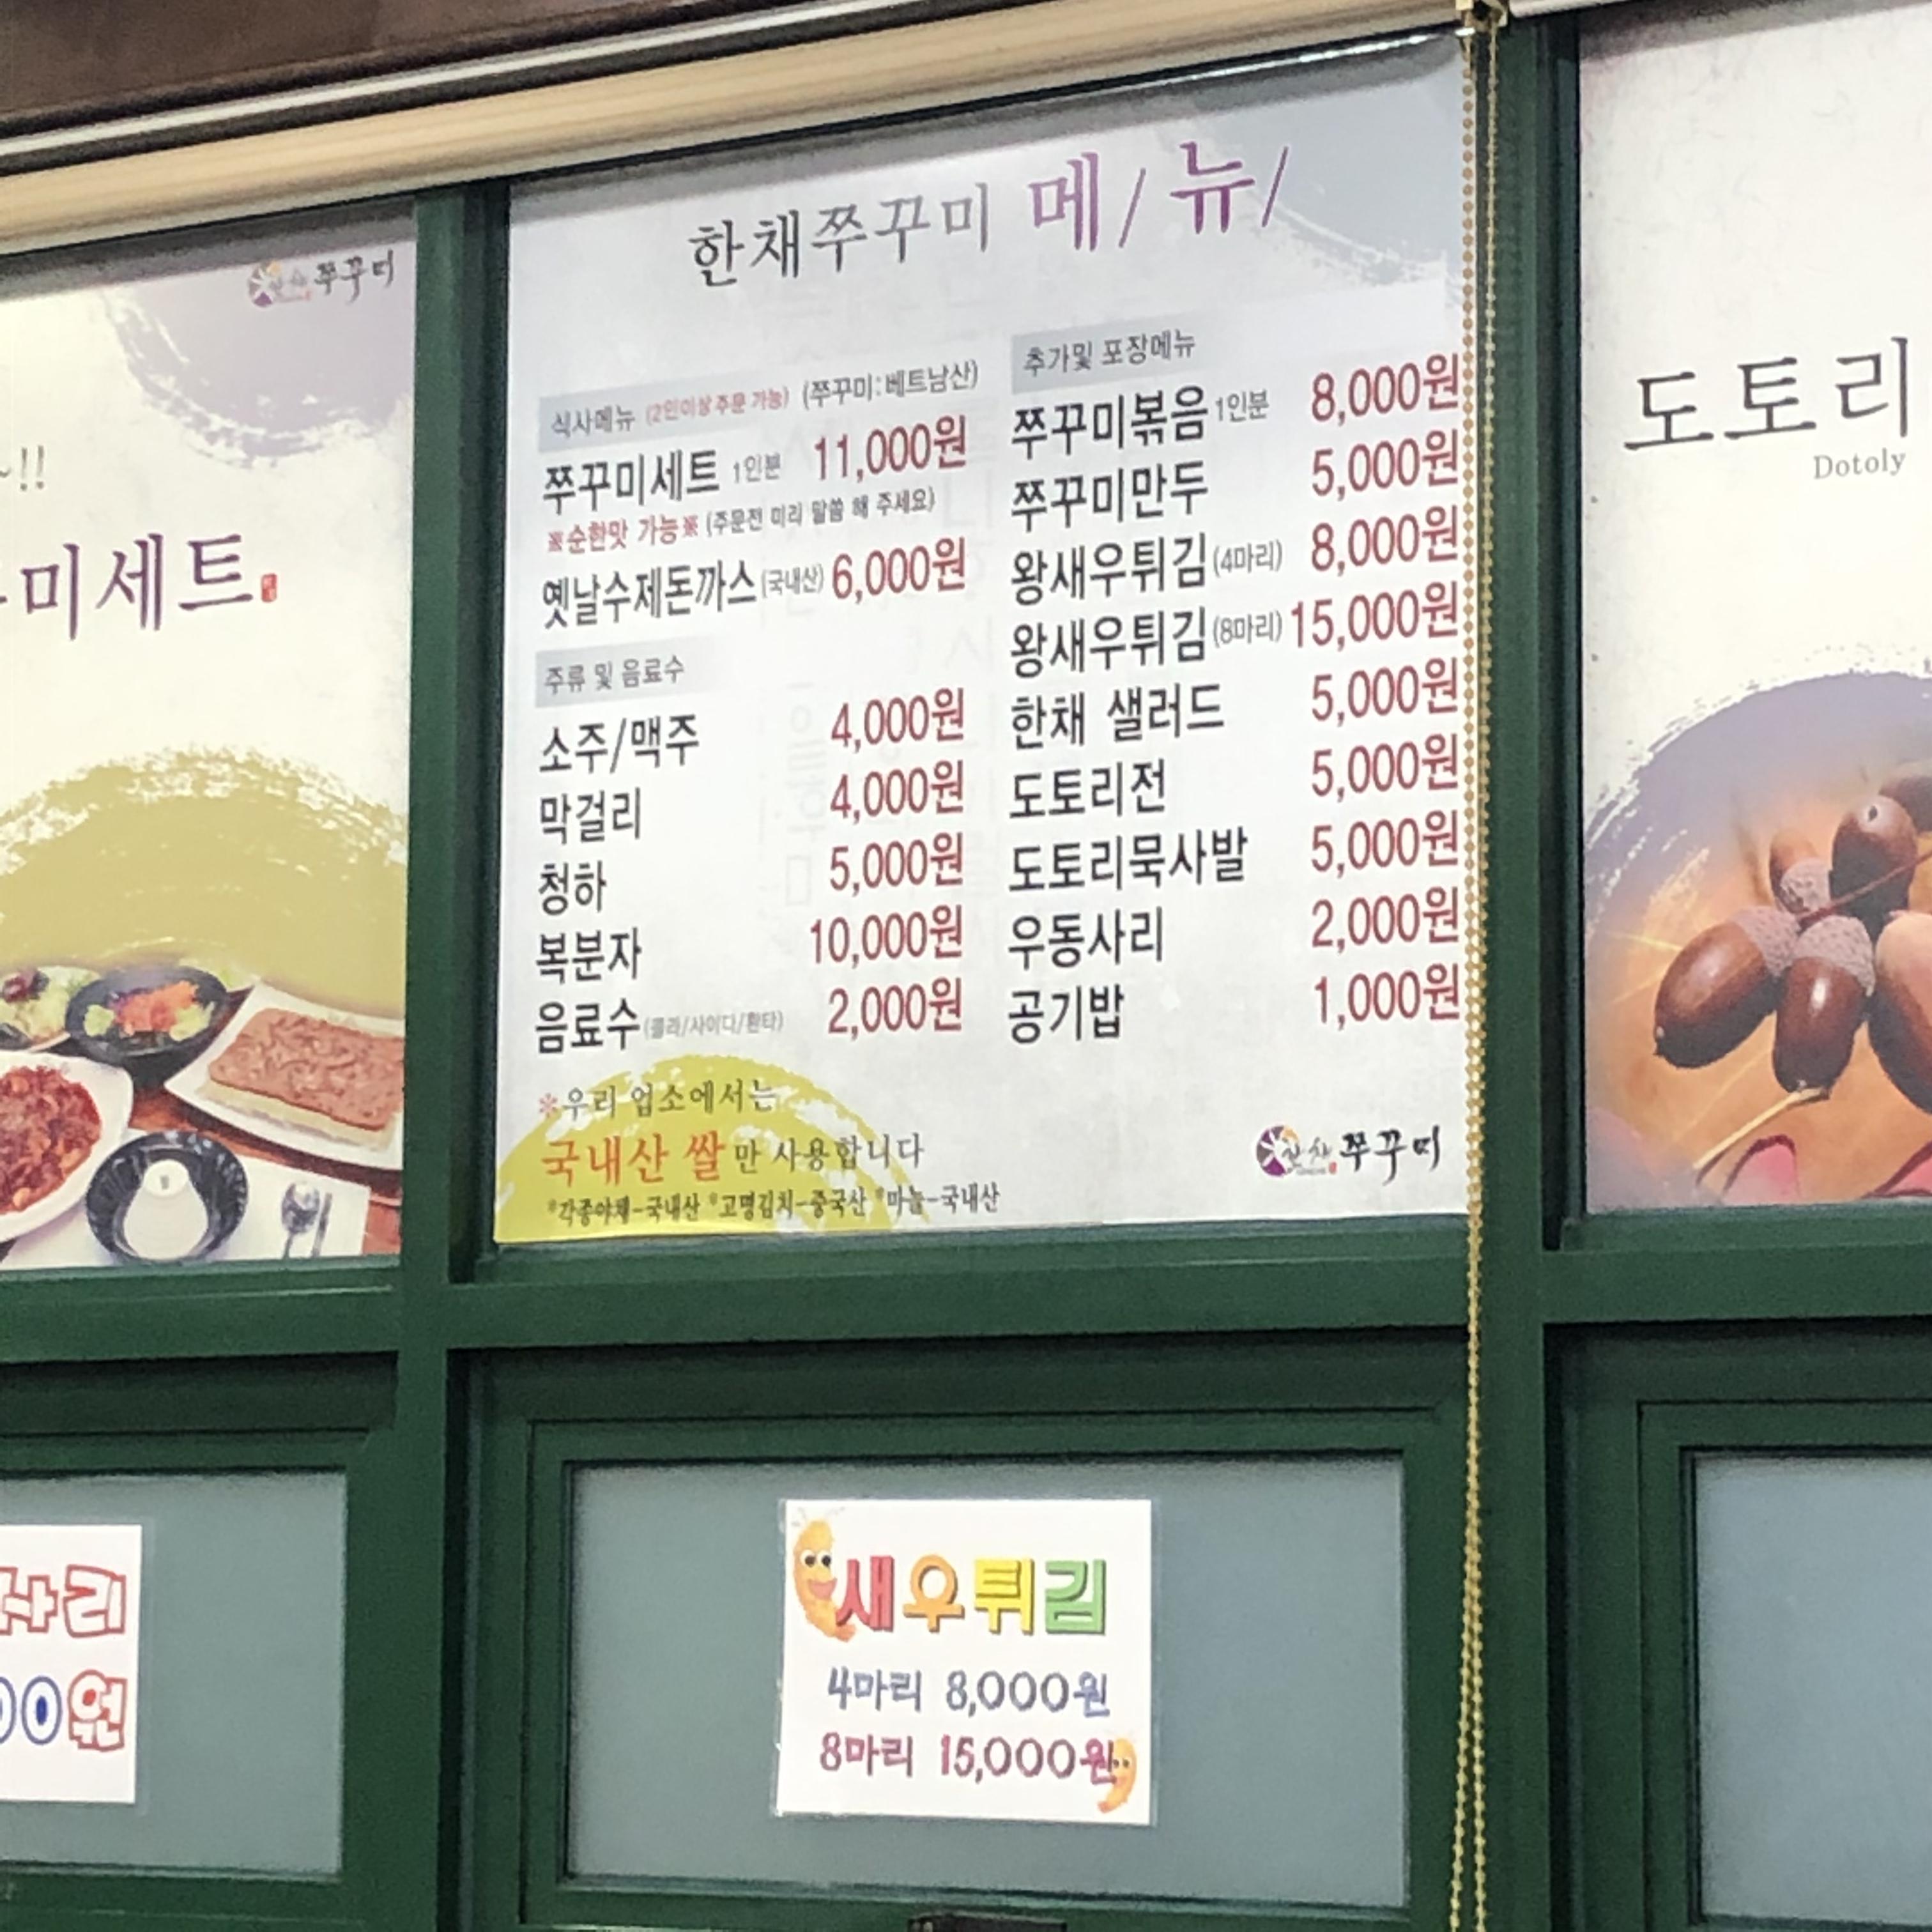 쭈꾸미
~!!
미세트
한채쭈꾸미 메/뉴/
식사메뉴 (2인이상 주문 가능) (쭈꾸미:베트남산)
쭈꾸미세트 1인분 11,000원
※순한맛 가능※ (주문전 미리 말씀 해 주세요)
옛날수제돈까스(국내산) 6,000원
주류 및 음료수
소주/맥주 4,000원
막걸리 4,000원
청하 5,000원
복분자 10,000원
음료수(콜라/사이다/환타) 2,000원
추가및 포장메뉴
쭈꾸미볶음 1인분 8,000원
쭈꾸미만두 5,000원
왕새우튀김(4마리) 8,000원
왕새우튀김(8마리) 15,000원
한채 샐러드 5,000원
도토리전 5,000원
도토리묵사발 5,000원
우동사리 2,000원
공기밥 1,000원
※우리 업소에서는
국내산 쌀만 사용합니다
*각종야채-국내산 *고명김치-중국산 *마늘-국내산
한채 쭈꾸미
도토리
Dotoly
사리
00원
새우튀김
4마리 8,000원
8마리 15,000원